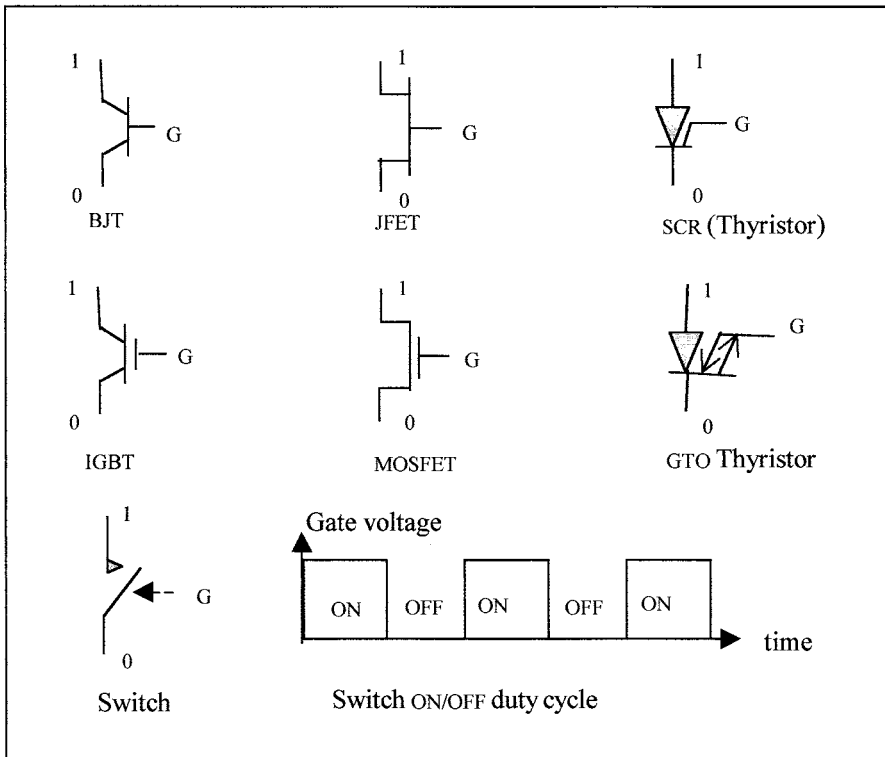 1
G
0
BJT
1
G
0
JFET
1
G
0
SCR (Thyristor)
1
G
0
IGBT
1
G
0
MOSFET
1
G
0
GTO Thyristor
1
G
0
Switch
Gate voltage
ON OFF ON OFF ON
time
Switch ON/OFF duty cycle